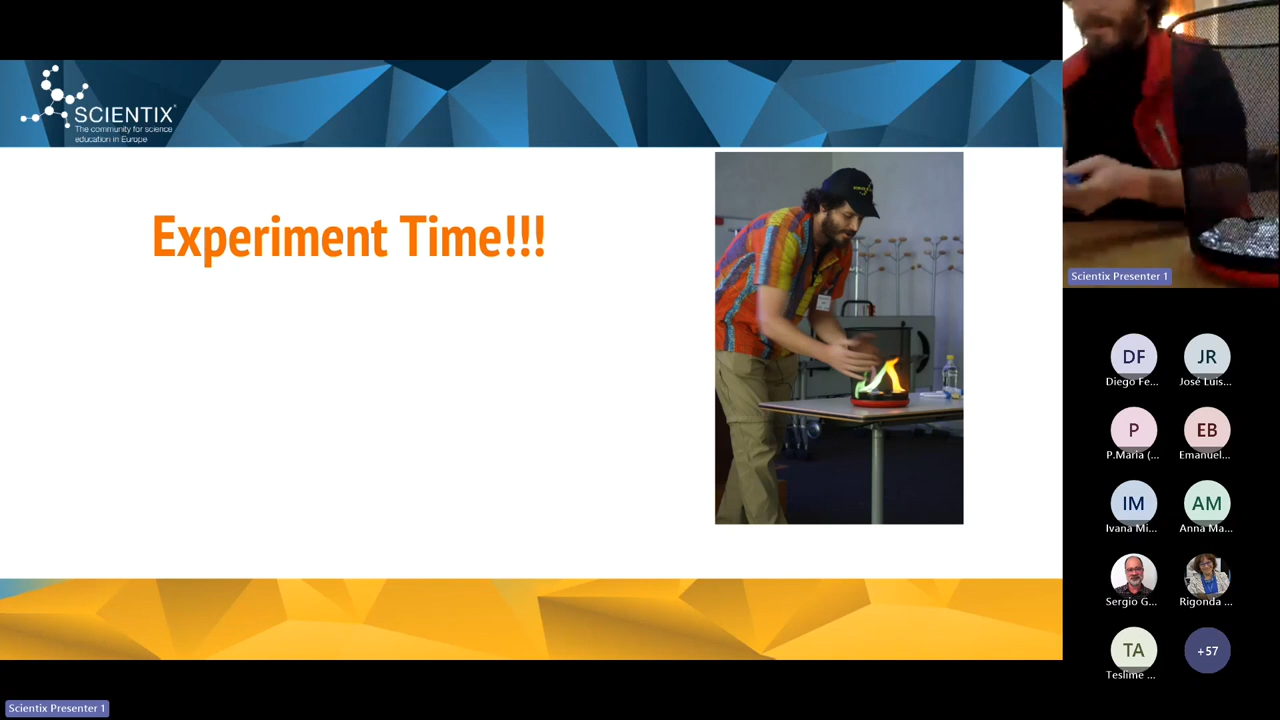 SCIENTIX
The community for science
education in Europe
Experiment Time!!!
Scientix Presenter 1
DF
Diego Fe...
JR
José Luis...
P
P.Maria (...
EB
Emanuel...
IM
Ivana Mi...
AM
Anna Ma...
Sergio G...
Rigonda ...
TA
Teslime ...
+57
Scientix Presenter 1